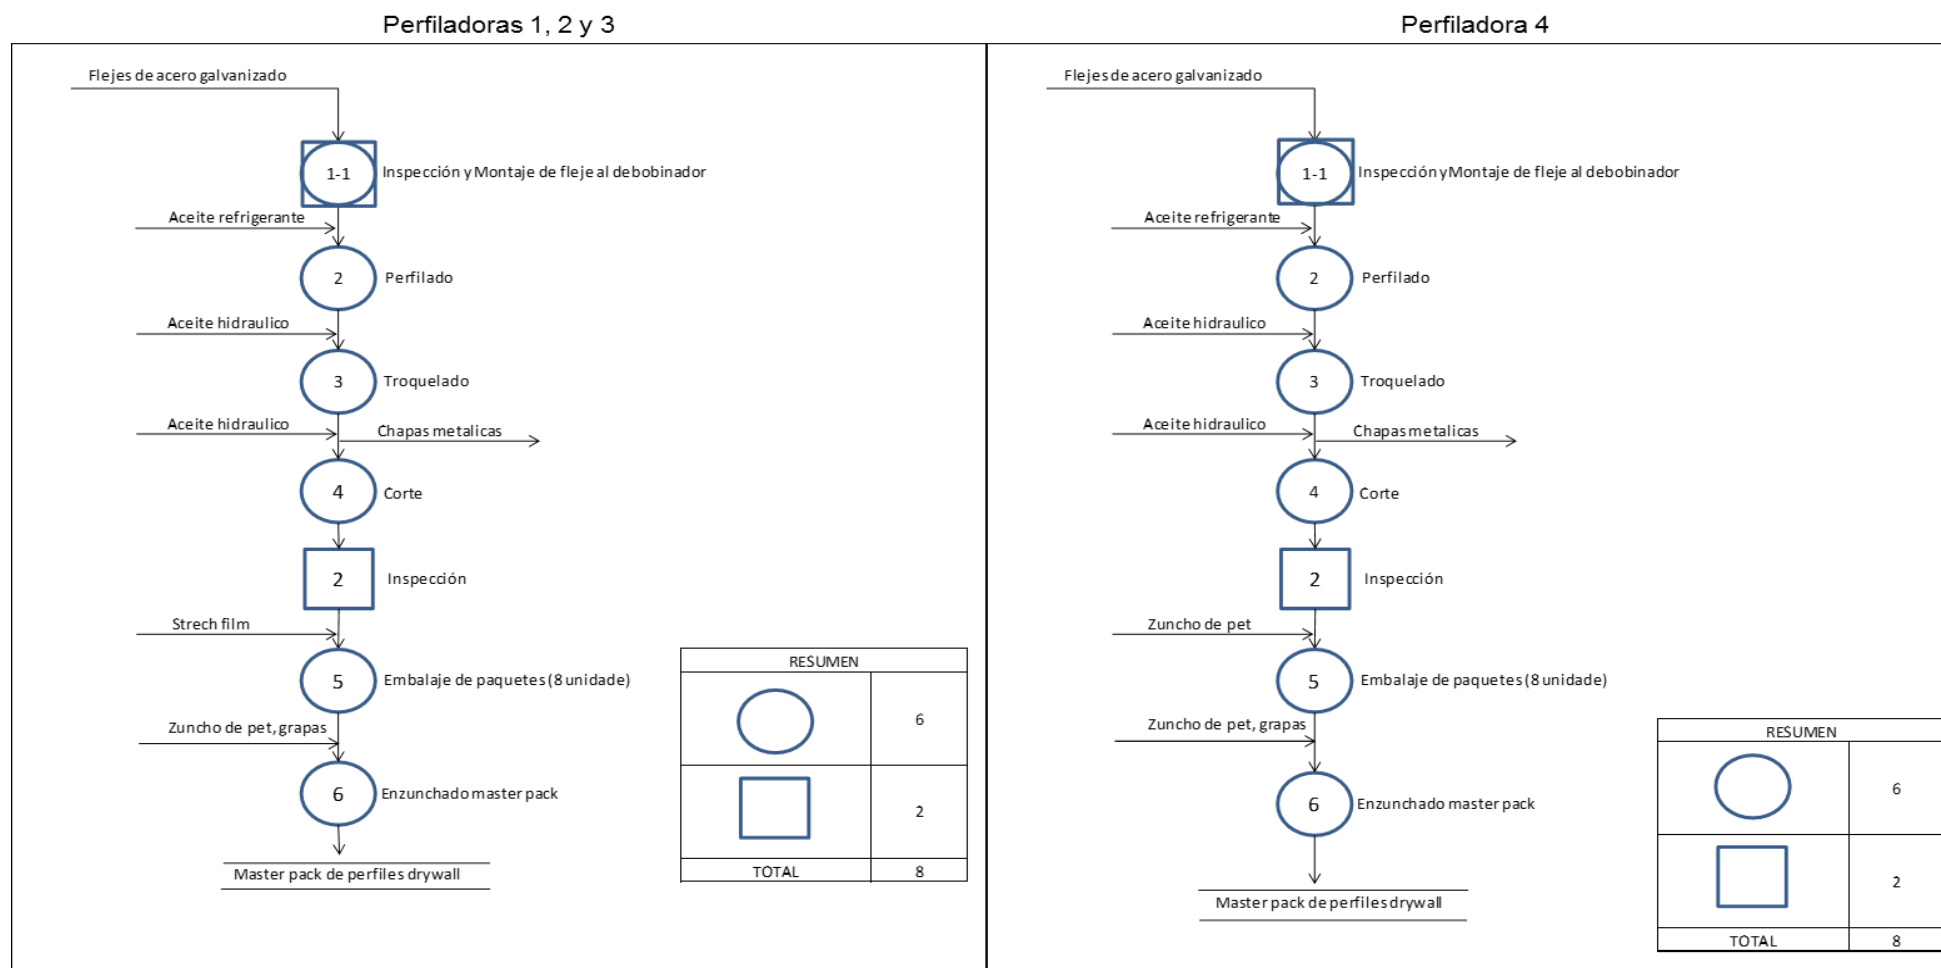 Perfiladoras 1, 2 y 3
Flejes de acero galvanizado
1-1
Inspección y Montaje de fleje al debobinador
Aceite refrigerante
2
Perfilado
Aceite hidraulico
3
Troquelado
Aceite hidraulico
Chapas metalicas
4
Corte
2
Inspección
Strech film
5
Embalaje de paquetes (8 unidade)
Zuncho de pet, grapas
6
Enzunchado master pack
Master pack de perfiles drywall
RESUMEN
6
2
TOTAL 8
Perfiladora 4
Flejes de acero galvanizado
1-1
Inspección y Montaje de fleje al debobinador
Aceite refrigerante
2
Perfilado
Aceite hidraulico
3
Troquelado
Aceite hidraulico
Chapas metalicas
4
Corte
2
Inspección
Zuncho de pet
5
Embalaje de paquetes (8 unidade)
Zuncho de pet, grapas
6
Enzunchado master pack
Master pack de perfiles drywall
RESUMEN
6
2
TOTAL 8